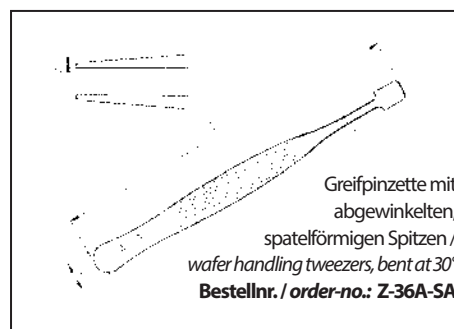 Greifpinzette mit
abgewinkelten,
spatelförmigen Spitzen /
wafer handling tweezers, bent at 30°
Bestellnr. / order-no.: Z-36A-SA